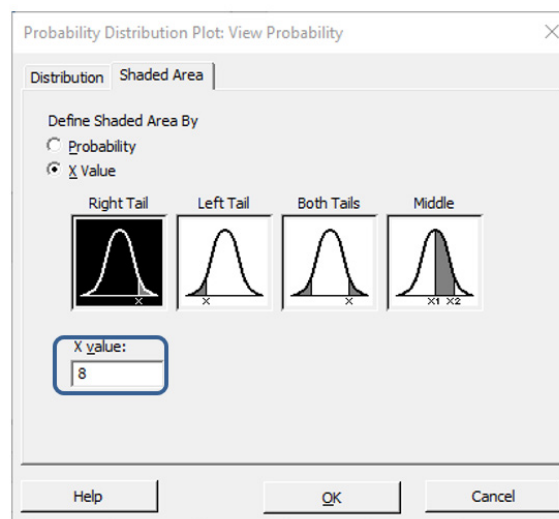 Probability Distribution Plot: View Probability
Distribution Shaded Area
Define Shaded Area By
Probability
X Value
Right Tail Left Tail Both Tails Middle
X X X X1 X2
X value:
8
Help OK Cancel